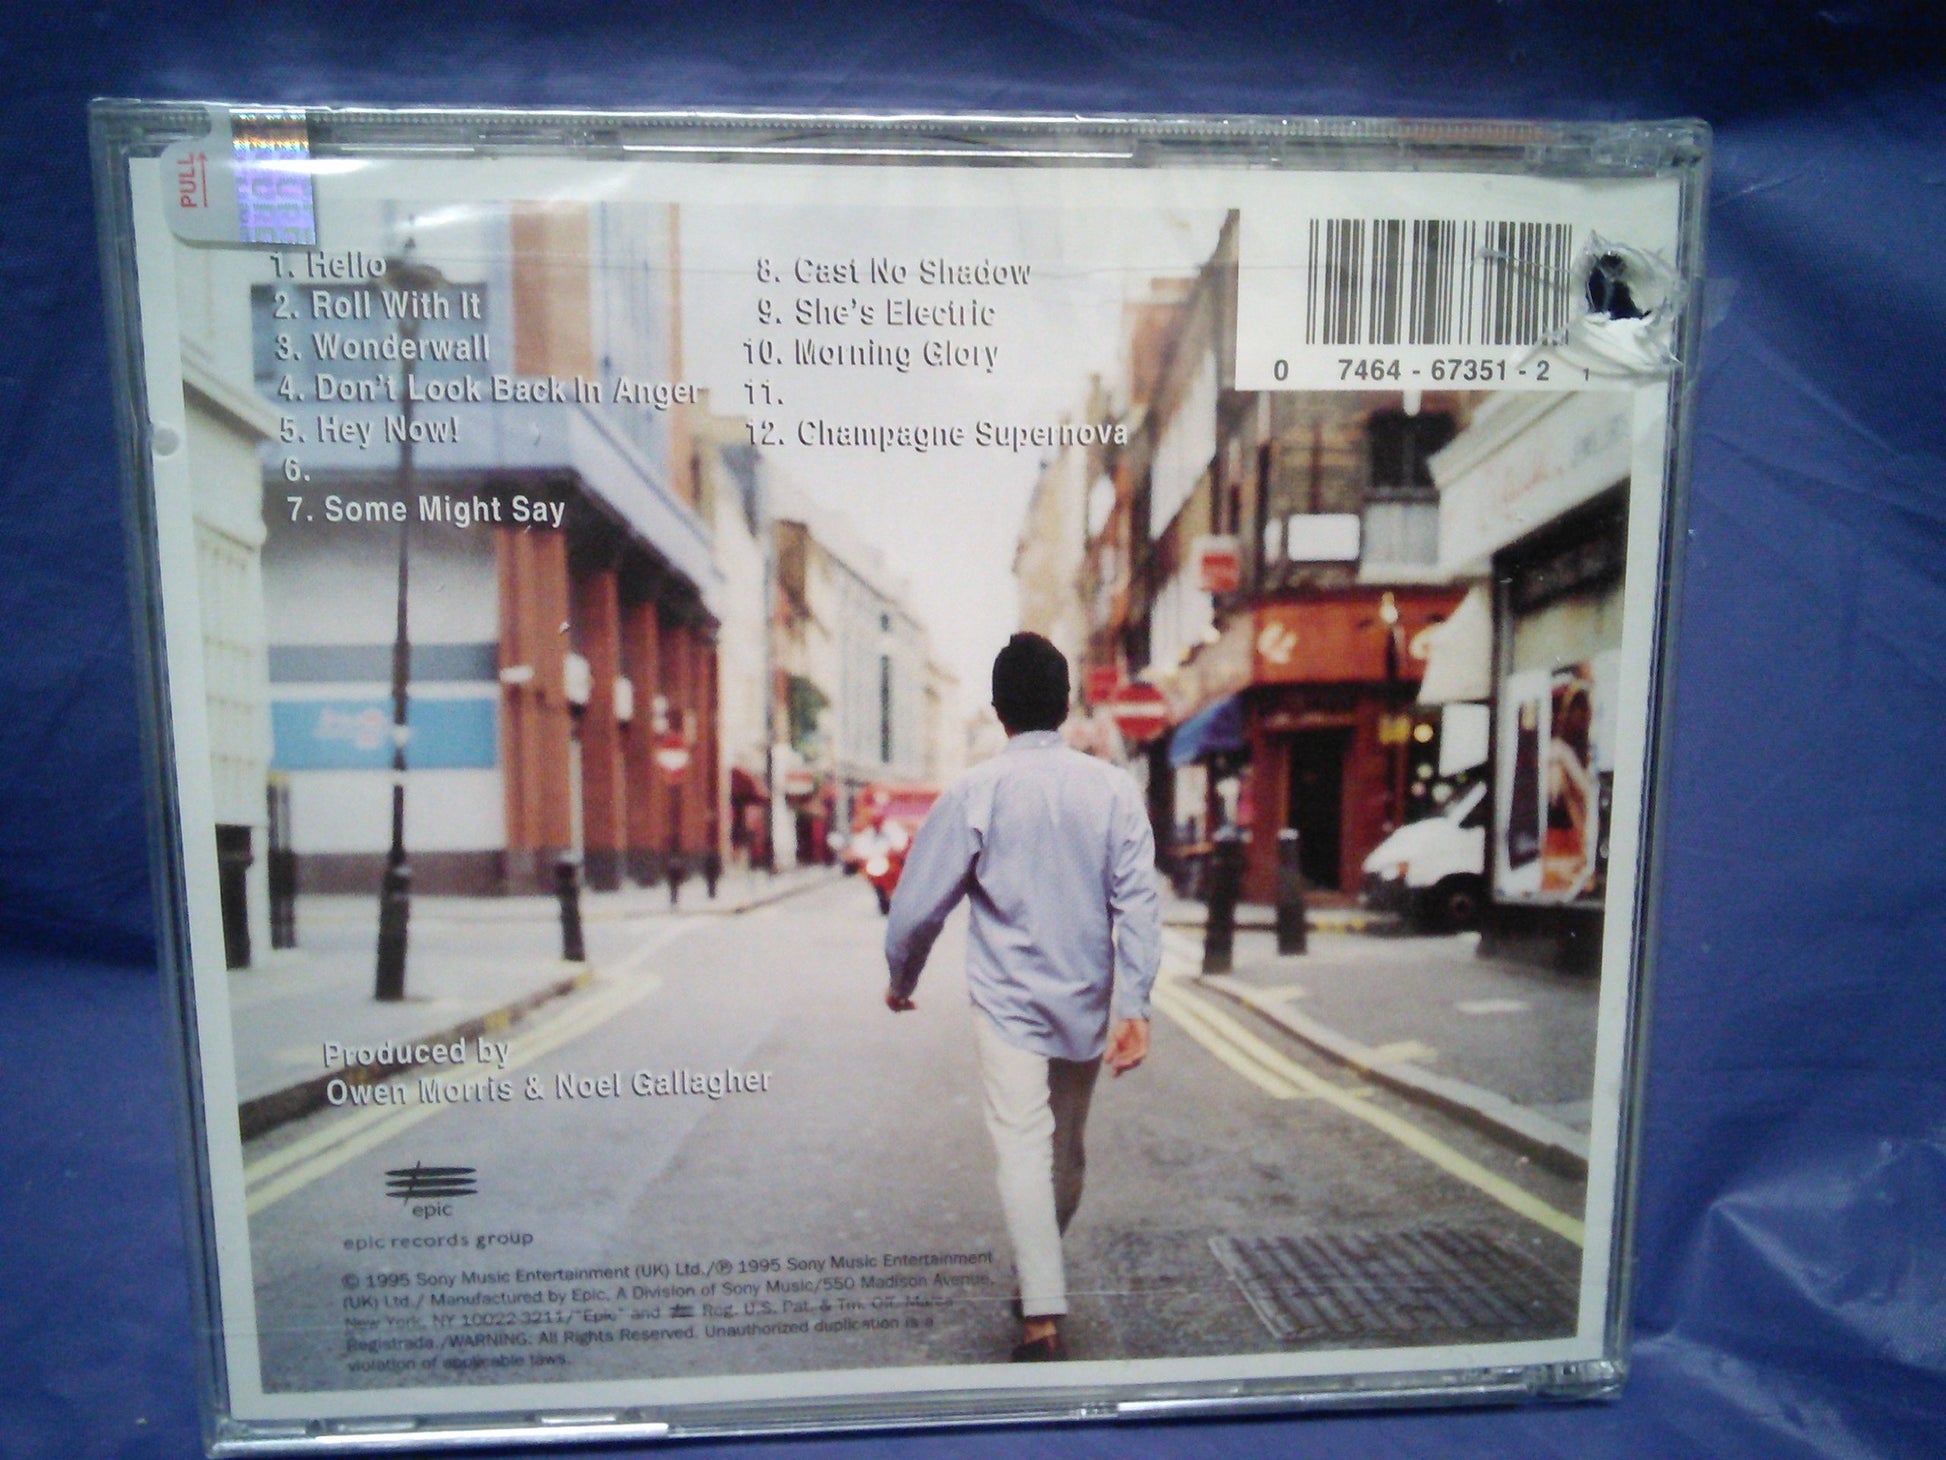 PULL
1. Hello
2. Roll With It
3. Wonderwall
4. Don't Look Back In Anger
5. Hey Now!
6.
7. Some Might Say
8. Cast No Shadow
9. She's Electric
10. Morning Glory
11.
12. Champagne Supernova
0 7464 - 67351 - 2 1
Produced by
Owen Morris & Noel Gallagher
epic
epic records group
© 1995 Sony Music Entertainment (UK) Ltd./℗ 1995 Sony Music Entertainment
(UK) Ltd./ Manufactured by Epic, A Division of Sony Music/550 Madison Avenue,
New York, NY 10022-3211/"Epic" and Reg. U.S. Pat. & Tm. Off. Marca
Registrada./WARNING: All Rights Reserved. Unauthorized duplication is a
violation of applicable laws.